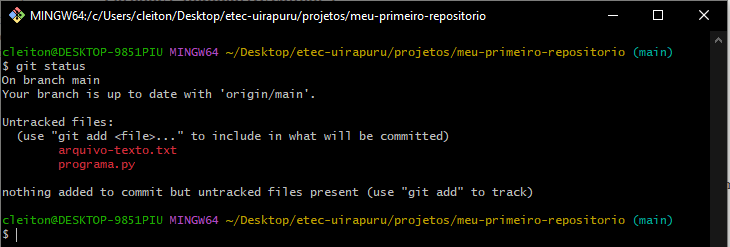 MINGW64:/c/Users/cleiton/Desktop/etec-uirapuru/projetos/meu-primeiro-repositorio
cleiton@DESKTOP-9851PIU MINGW64 ~/Desktop/etec-uirapuru/projetos/meu-primeiro-repositorio (main)
$ git status
On branch main
Your branch is up to date with 'origin/main'.
Untracked files:
  (use "git add <file>..." to include in what will be committed)
        arquivo-texto.txt
        programa.py
nothing added to commit but untracked files present (use "git add" to track)
cleiton@DESKTOP-9851PIU MINGW64 ~/Desktop/etec-uirapuru/projetos/meu-primeiro-repositorio (main)
$